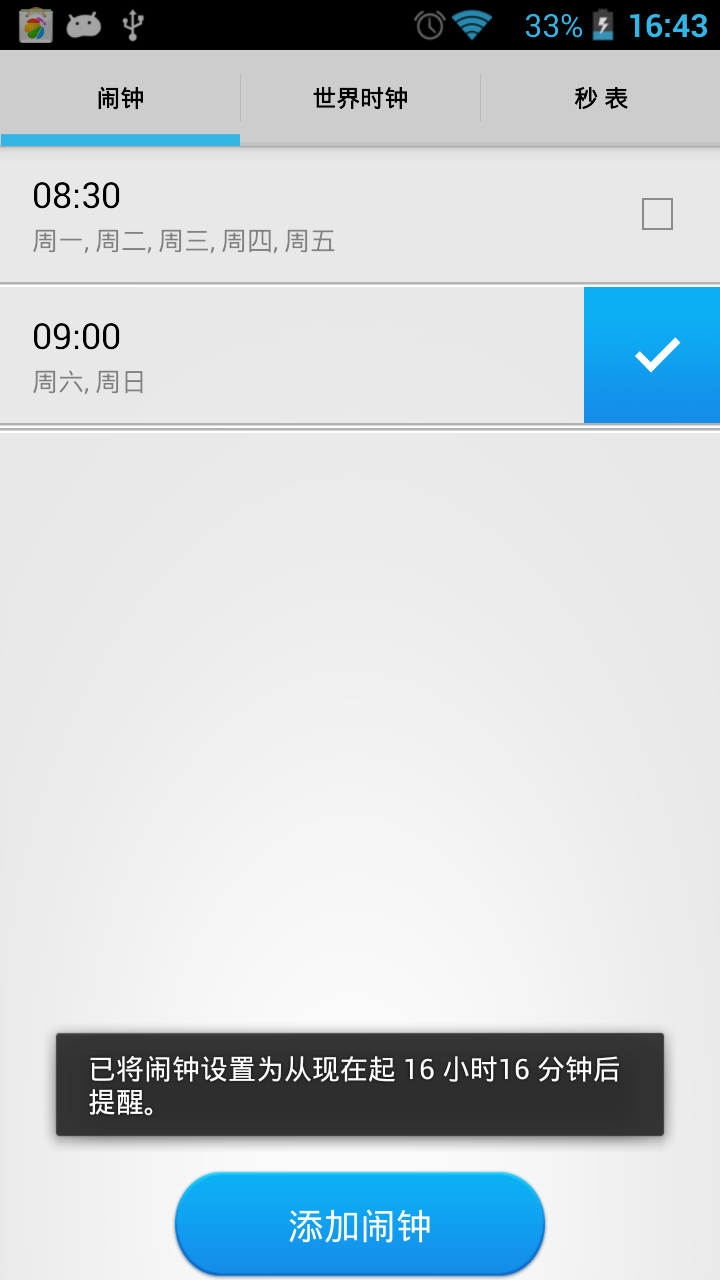 33% 16:43
闹钟 世界时钟 秒 表
08:30
周一, 周二, 周三, 周四, 周五
09:00
周六, 周日
已将闹钟设置为从现在起 16 小时16 分钟后
提醒。
添加闹钟